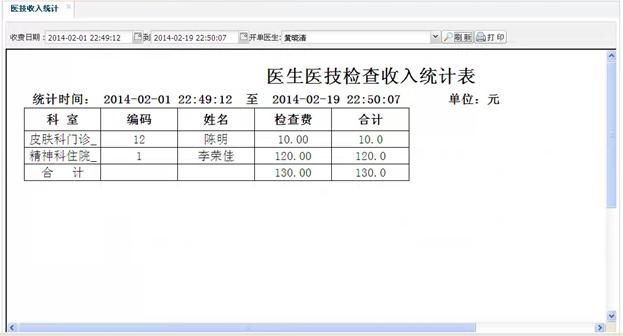 医技收入统计
收费日期: 2014-02-01 22:49:12 到 2014-02-19 22:50:07 开单医生: 黄晓清 刷新 打印
医生医技检查收入统计表
统计时间: 2014-02-01 22:49:12 至 2014-02-19 22:50:07 单位: 元
科 室 编码 姓名 检查费 合计
皮肤科门诊_ 12 陈明 10.00 10.0
精神科住院_ 1 李荣佳 120.00 120.0
合 计 130.00 130.0